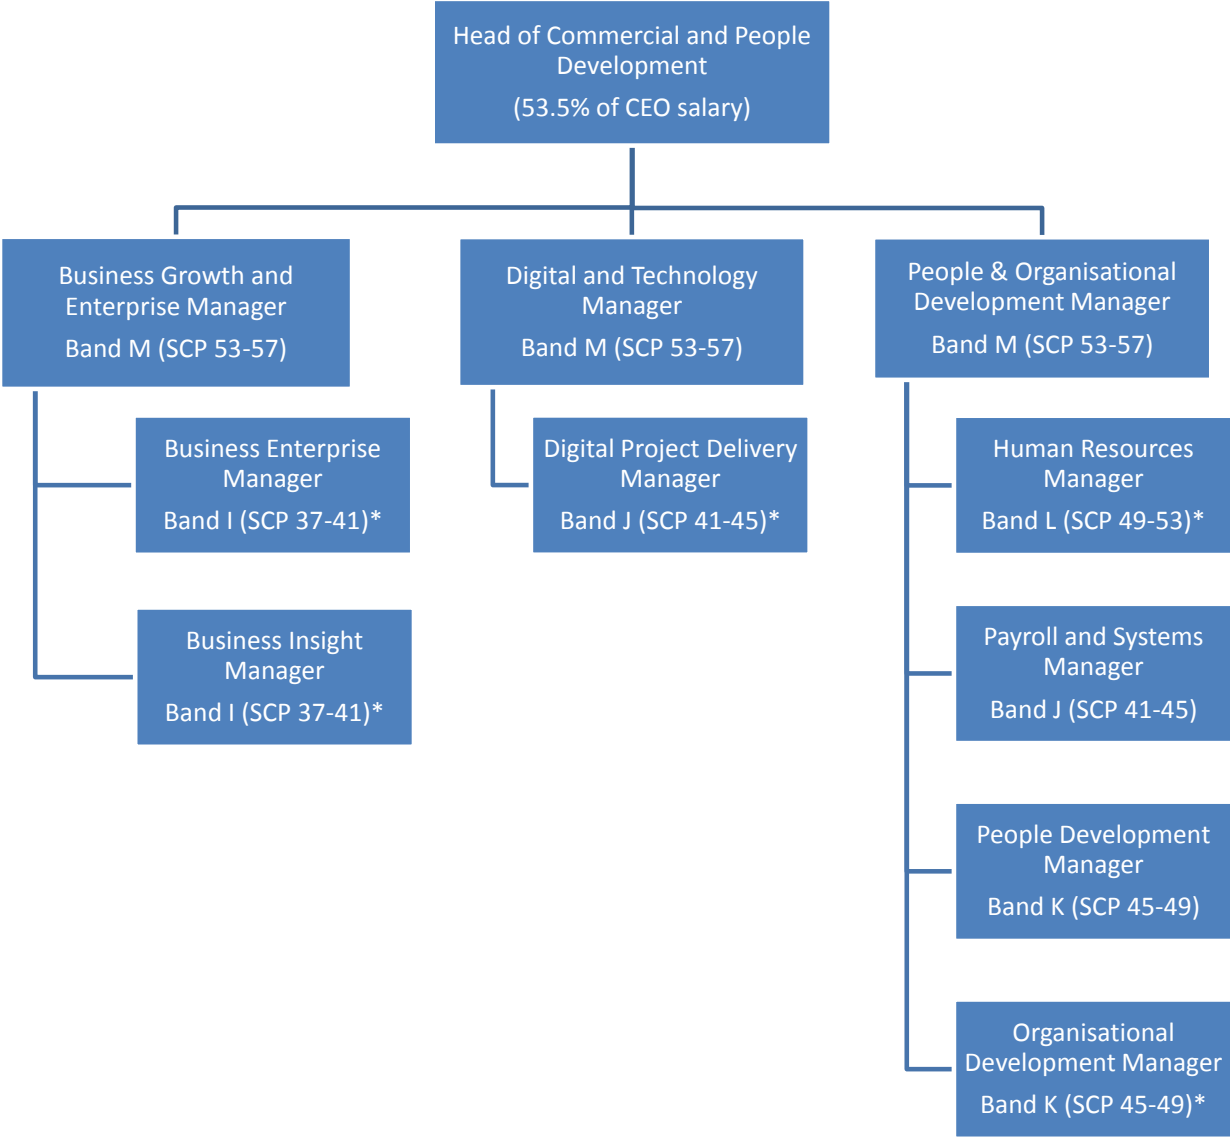 Head of Commercial and People
Development
(53.5% of CEO salary)
Business Growth and
Enterprise Manager
Band M (SCP 53-57)
Business Enterprise
Manager
Band I (SCP 37-41)*
Business Insight
Manager
Band I (SCP 37-41)*
Digital and Technology
Manager
Band M (SCP 53-57)
Digital Project Delivery
Manager
Band J (SCP 41-45)*
People & Organisational
Development Manager
Band M (SCP 53-57)
Human Resources
Manager
Band L (SCP 49-53)*
Payroll and Systems
Manager
Band J (SCP 41-45)
People Development
Manager
Band K (SCP 45-49)
Organisational
Development Manager
Band K (SCP 45-49)*